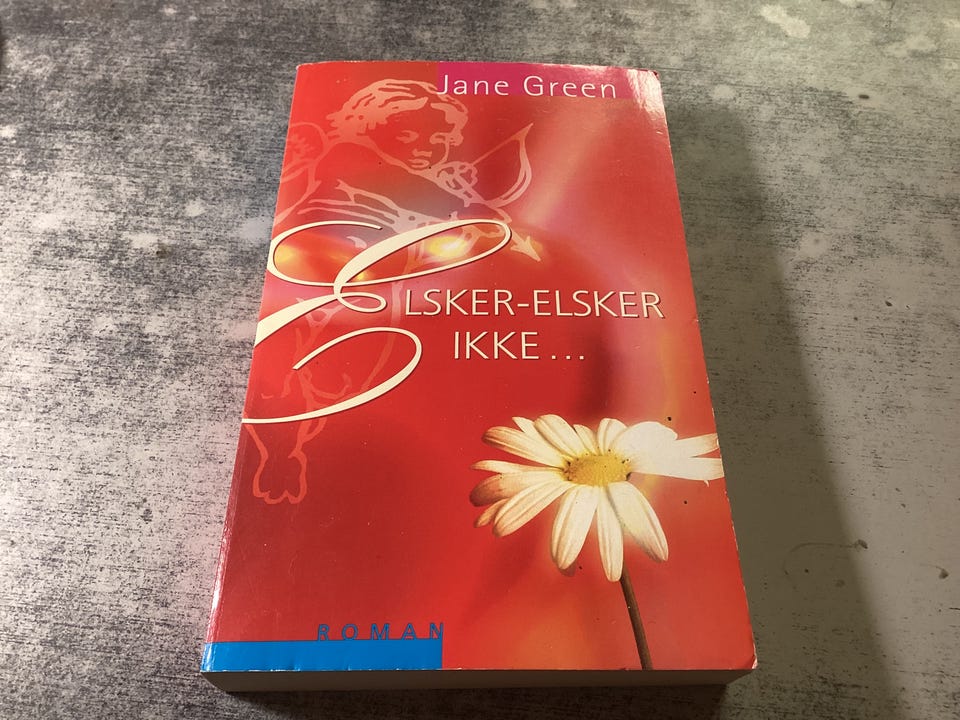 Jane Green
ELSKER-ELSKER
IKKE...
ROMAN